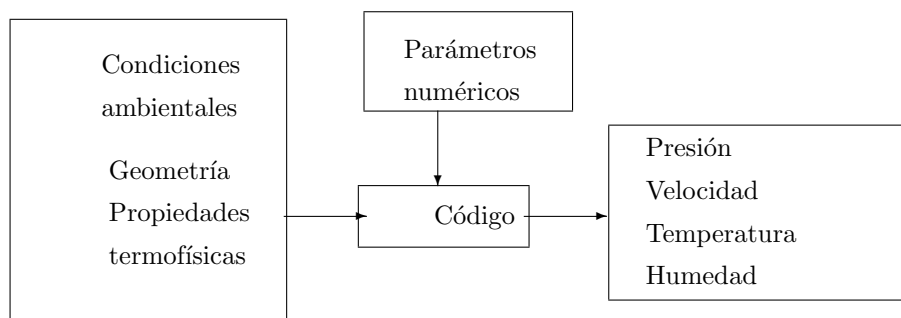 Condiciones
ambientales
Geometría
Propiedades
termofísicas
Parámetros
numéricos
Código
Presión
Velocidad
Temperatura
Humedad